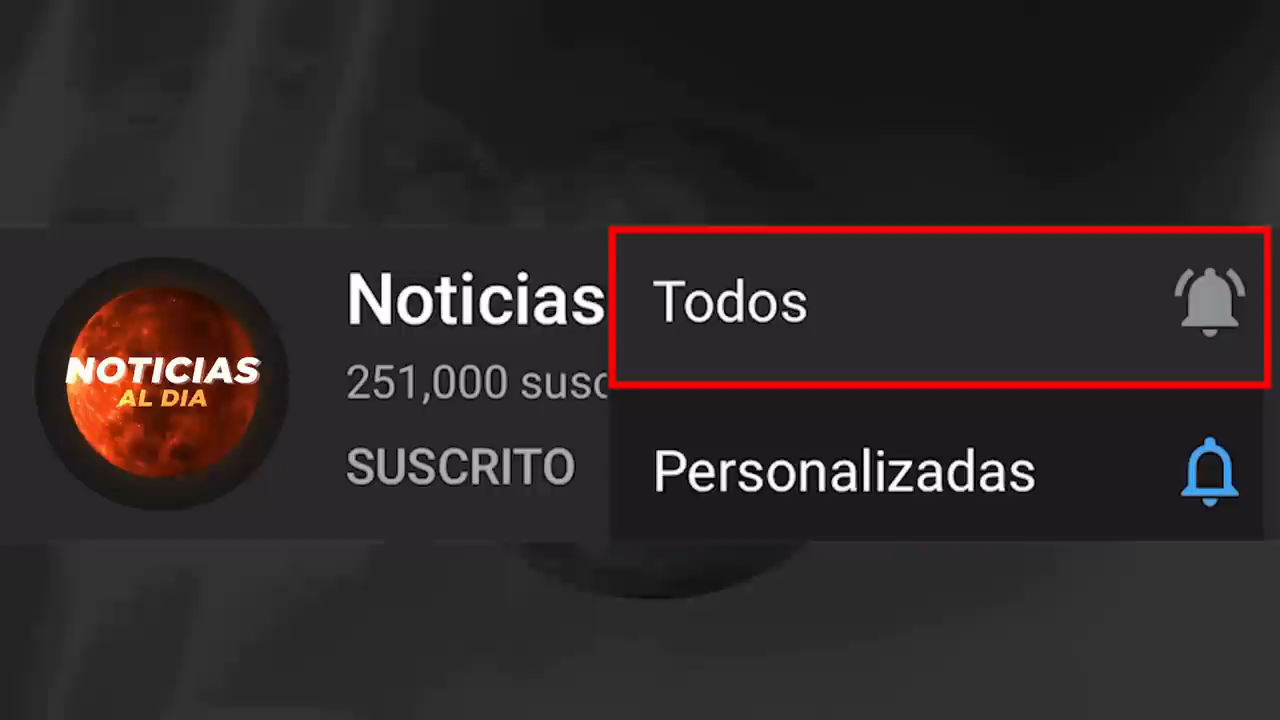 NOTICIAS
AL DIA
Noticias
251,000 susc
SUSCRITO
Todos
Personalizadas